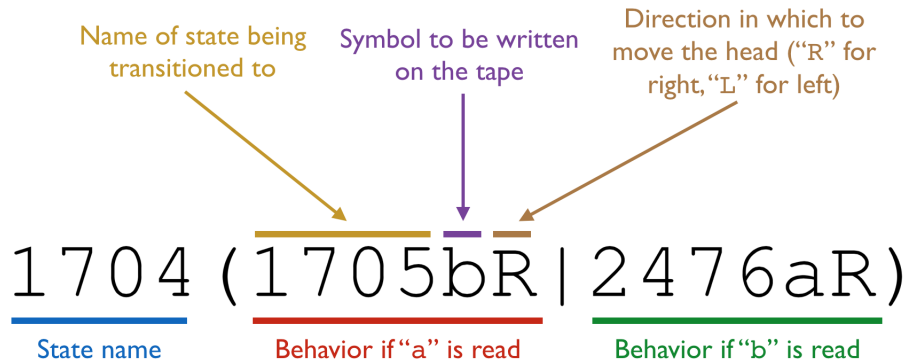 Name of state being
transitioned to
Symbol to be written
on the tape
Direction in which to
move the head (“R” for
right, “L” for left)
1704(1705bR|2476aR)
State name
Behavior if “a” is read
Behavior if “b” is read